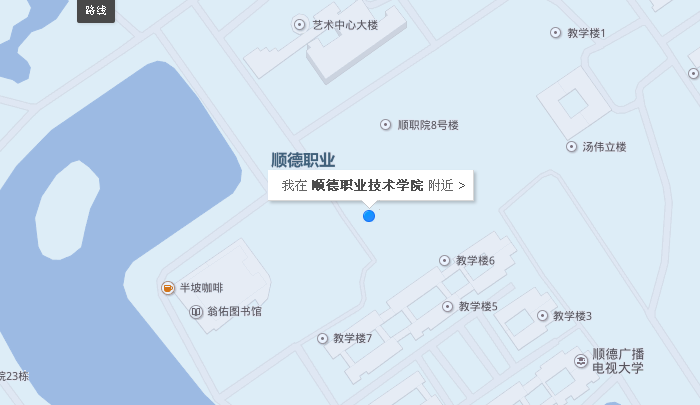 路线
艺术中心大楼
教学楼1
顺职院8号楼
汤伟立楼
顺德职业
我在 顺德职业技术学院 附近 >
教学楼6
半坡咖啡
翁佑图书馆
教学楼5
教学楼3
教学楼7
顺德广播
电视大学
院23栋